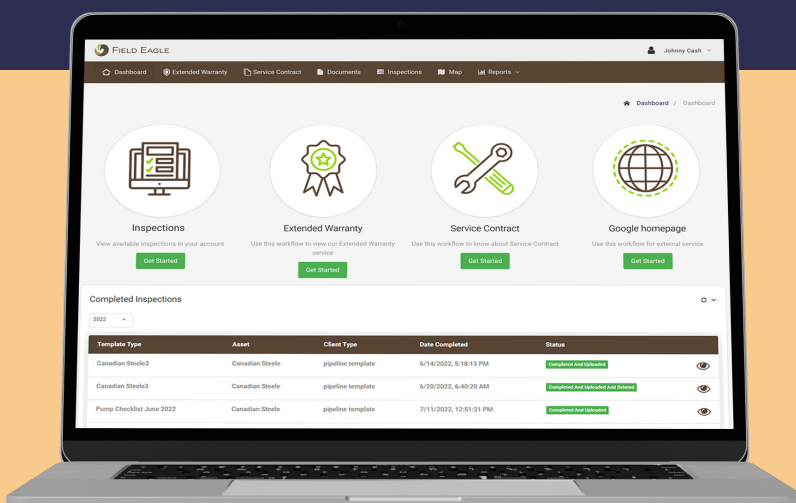 FIELD EAGLE
Johnny Cash
Dashboard Extended Warranty Service Contract Documents Inspections Map Reports
Dashboard / Dashboard
Inspections Extended Warranty Service Contract Google homepage
View available inspections in your account Use this workflow to view our Extended Warranty service Use this workflow to know about Service Contract Use this workflow for external service
Get Started Get Started Get Started Get Started
Completed Inspections
2022
Template Type Asset Client Type Date Completed Status
Canadian Steele3 Canadian Steele pipeline template 6/14/2022, 5:18:13 PM Completed And Uploaded
Canadian Steele3 Canadian Steele pipeline template 6/20/2022, 6:40:20 AM Completed And Uploaded And Deleted
Pump Checklist June 2022 Canadian Steele pipeline template 7/11/2022, 12:51:31 PM Completed And Uploaded